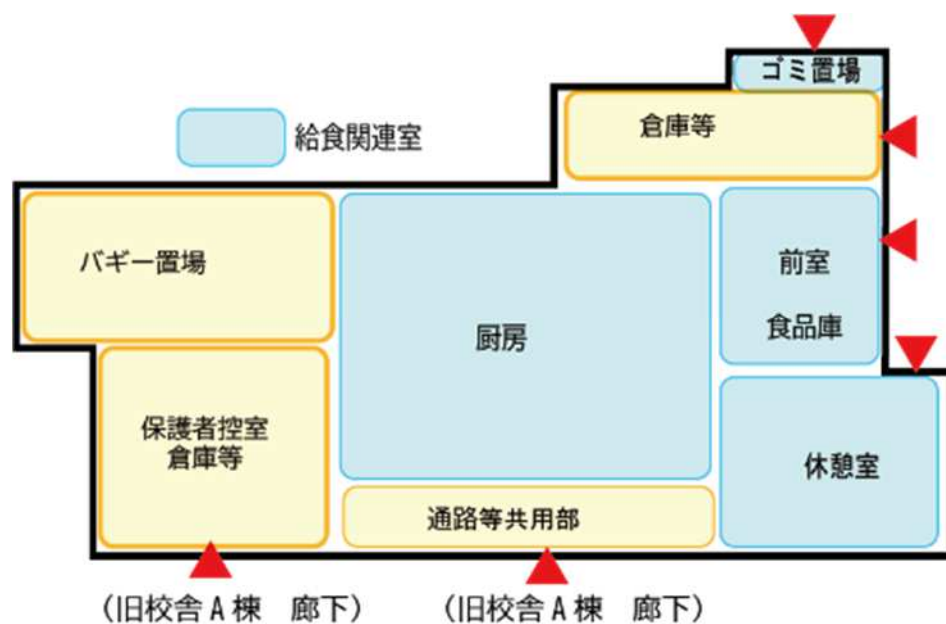 ゴミ置場
倉庫等
給食関連室
バギー置場
前室
食品庫
厨房
保護者控室
倉庫等
休憩室
通路等共用部
（旧校舎A棟　廊下）
（旧校舎A棟　廊下）